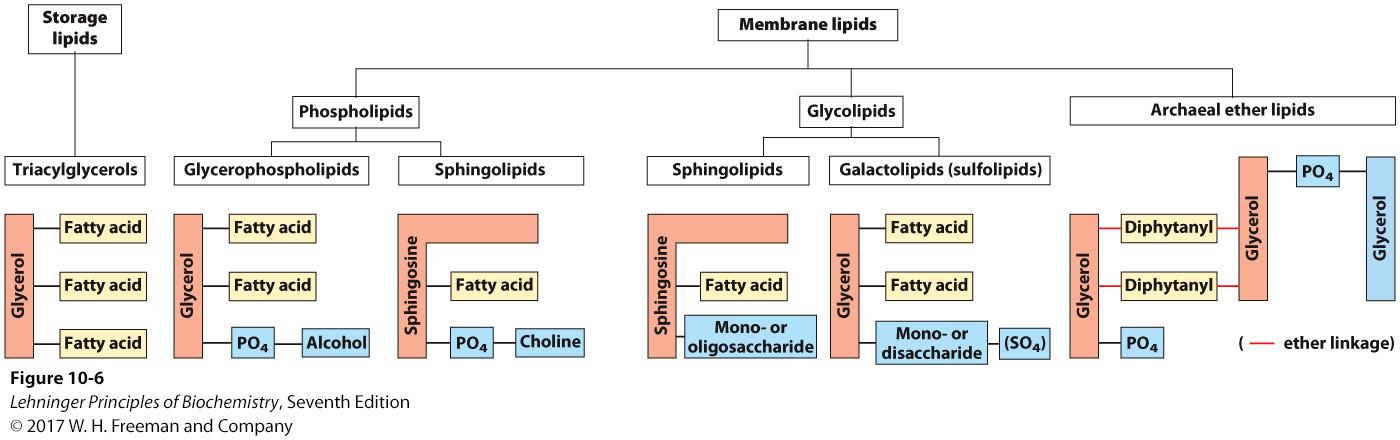 Storage
lipids
Membrane lipids
Phospholipids
Glycolipids
Archaeal ether lipids
Triacylglycerols
Glycerophospholipids
Sphingolipids
Sphingolipids
Galactolipids (sulfolipids)
Glycerol
Fatty acid
Fatty acid
Fatty acid
Glycerol
Fatty acid
Fatty acid
PO₄
Alcohol
Sphingosine
Fatty acid
PO₄
Choline
Sphingosine
Fatty acid
Mono- or
oligosaccharide
Glycerol
Fatty acid
Fatty acid
Mono- or
disaccharide
(SO₄)
Glycerol
Diphytanyl
Diphytanyl
PO₄
Glycerol
PO₄
Glycerol
( — ether linkage)
Figure 10-6
Lehninger Principles of Biochemistry, Seventh Edition
© 2017 W. H. Freeman and Company